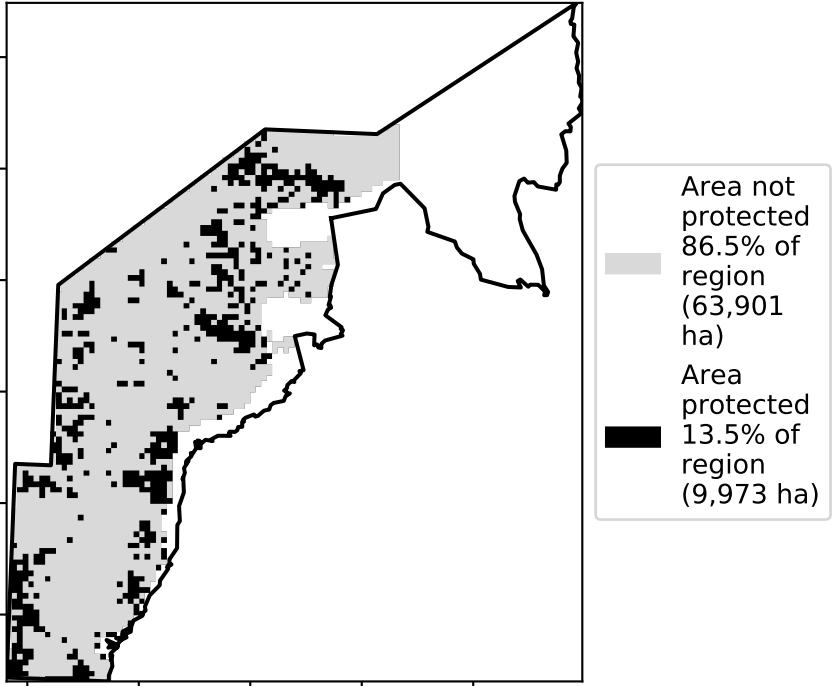 Area not
protected
86.5% of
region
(63,901
ha)
Area
protected
13.5% of
region
(9,973 ha)